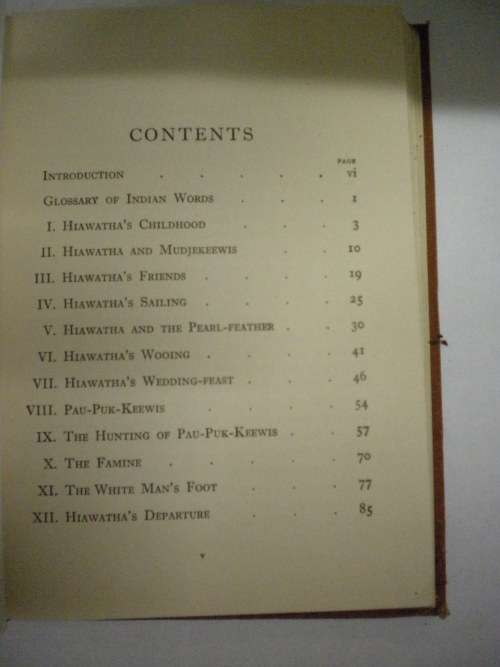 CONTENTS
PAGE
INTRODUCTION . . . . . vi
GLOSSARY OF INDIAN WORDS . . . 1
I. HIAWATHA'S CHILDHOOD . . . 3
II. HIAWATHA AND MUDJEKEEWIS . . 10
III. HIAWATHA'S FRIENDS . . . . 19
IV. HIAWATHA'S SAILING . . . . 25
V. HIAWATHA AND THE PEARL-FEATHER . . 30
VI. HIAWATHA'S WOOING . . . . 41
VII. HIAWATHA'S WEDDING-FEAST . . . 46
VIII. PAU-PUK-KEEWIS . . . . 54
IX. THE HUNTING OF PAU-PUK-KEEWIS . . 57
X. THE FAMINE . . . . . 70
XI. THE WHITE MAN'S FOOT . . . 77
XII. HIAWATHA'S DEPARTURE . . . 85
v